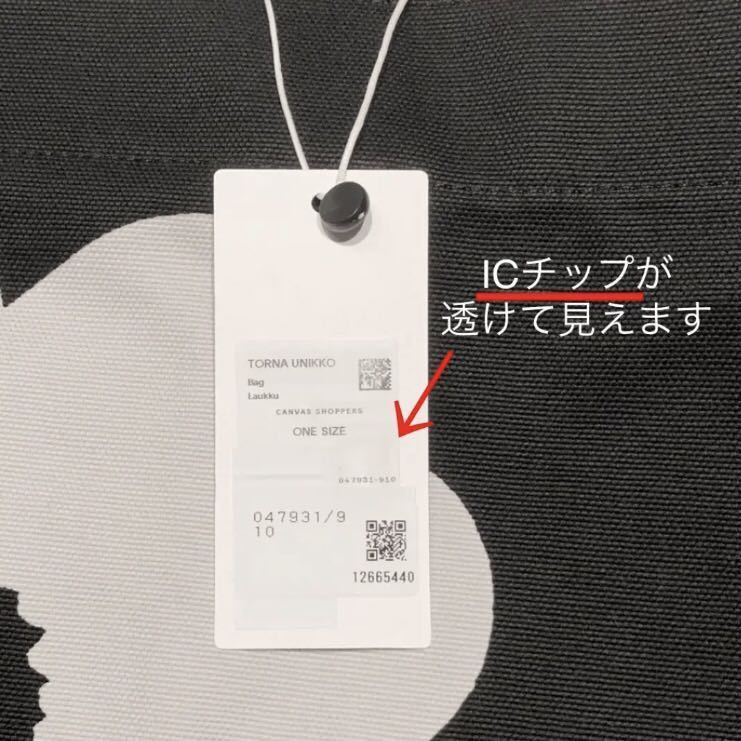 ICチップが
透けて見えます
TORNA UNIKKO
Bag
Laukku
CANVAS SHOPPERS
ONE SIZE
047931-910
047931/9
10
12665440